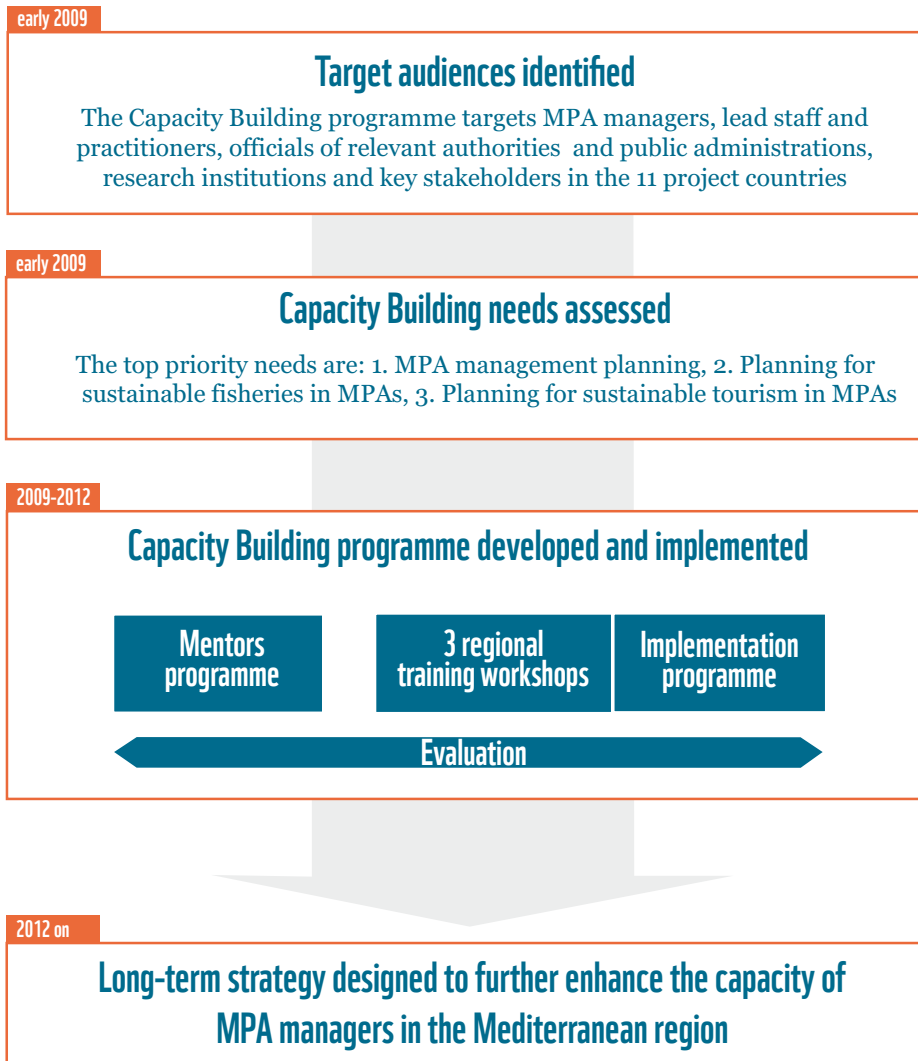 early 2009
Target audiences identified
The Capacity Building programme targets MPA managers, lead staff and
practitioners, officials of relevant authorities and public administrations,
research institutions and key stakeholders in the 11 project countries
early 2009
Capacity Building needs assessed
The top priority needs are: 1. MPA management planning, 2. Planning for
sustainable fisheries in MPAs, 3. Planning for sustainable tourism in MPAs
2009-2012
Capacity Building programme developed and implemented
Mentors
programme
3 regional
training workshops
Implementation
programme
Evaluation
2012 on
Long-term strategy designed to further enhance the capacity of
MPA managers in the Mediterranean region